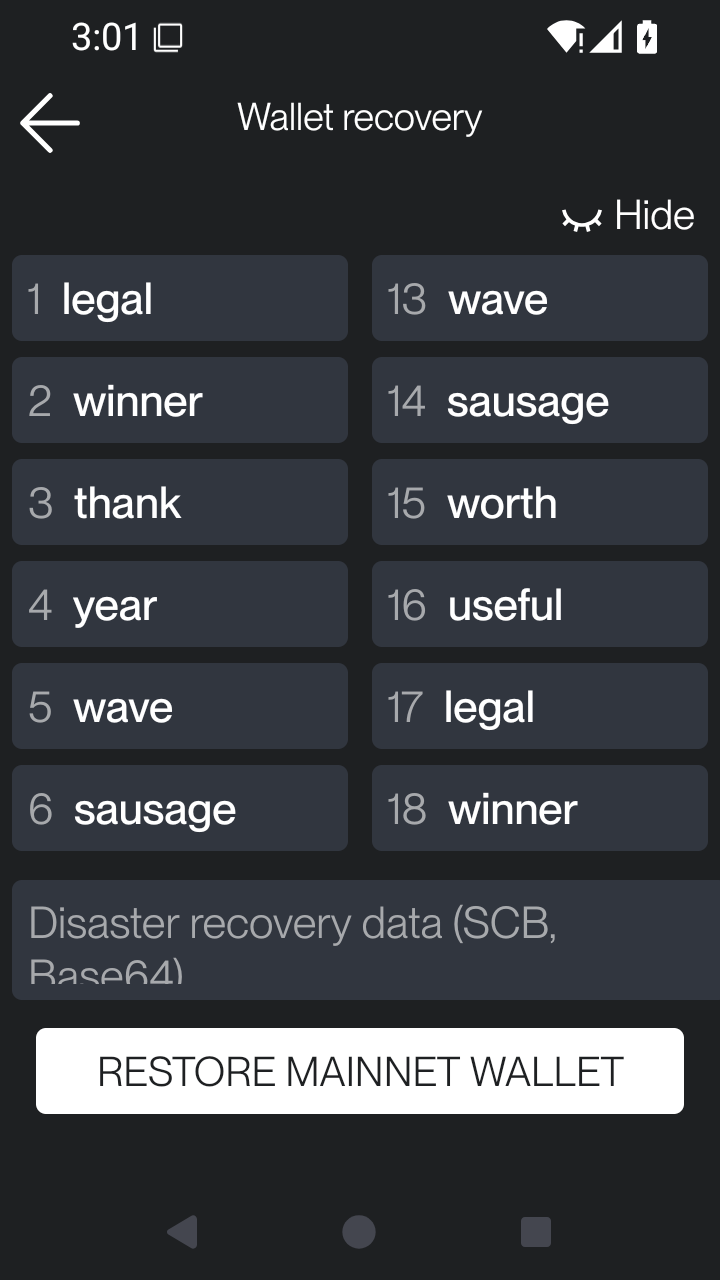 3:01
Wallet recovery
Hide
1 legal
2 winner
3 thank
4 year
5 wave
6 sausage
13 wave
14 sausage
15 worth
16 useful
17 legal
18 winner
Disaster recovery data (SCB,
Base64)
RESTORE MAINNET WALLET